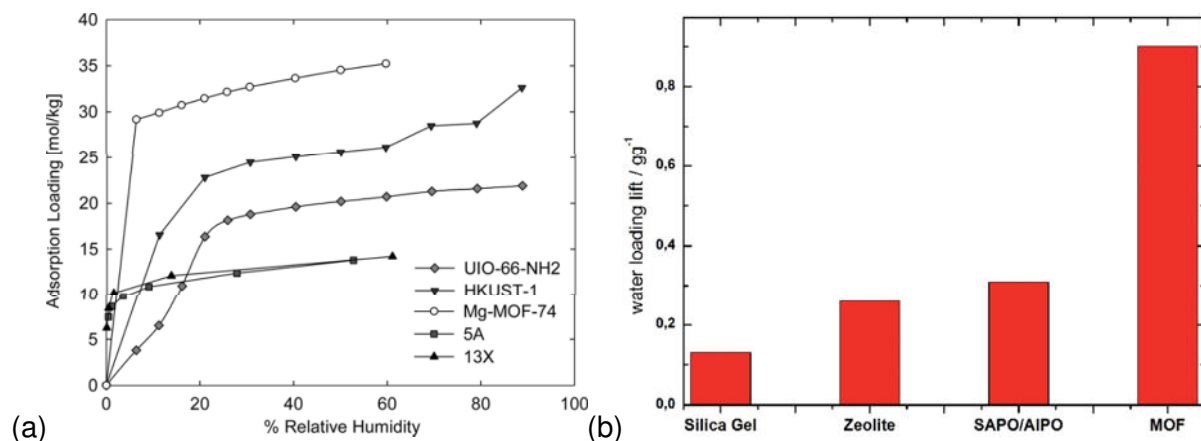 40
35
30
25
20
15
10
5
0
Adsorption Loading [mol/kg]
0 20 40 60 80 100
% Relative Humidity
UIO-66-NH2
HKUST-1
Mg-MOF-74
5A
13X
(a)
0,8
0,6
0,4
0,2
0,0
water loading lift / gg⁻¹
Silica Gel Zeolite SAPO/AlPO MOF
(b)